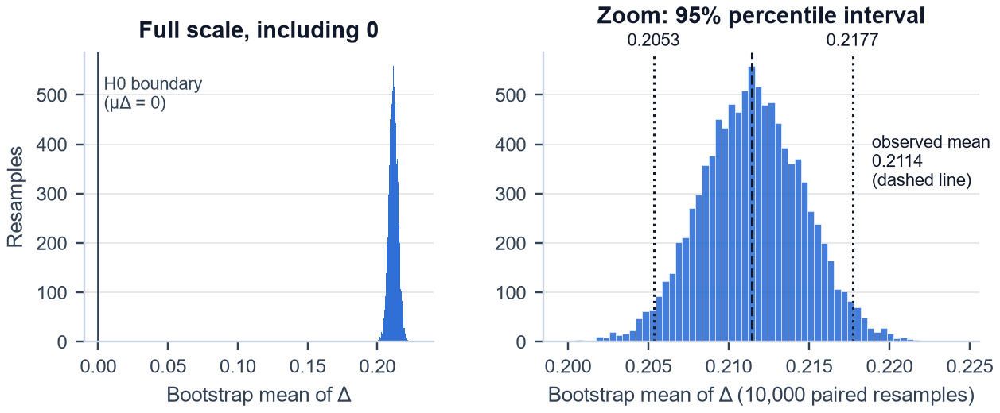 Full scale, including 0
H0 boundary
(μΔ = 0)
Resamples
500
400
300
200
100
0
0.00
0.05
0.10
0.15
0.20
Bootstrap mean of Δ
Zoom: 95% percentile interval
0.2053
0.2177
observed mean
0.2114
(dashed line)
500
400
300
200
100
0
0.200
0.205
0.210
0.215
0.220
0.225
Bootstrap mean of Δ (10,000 paired resamples)